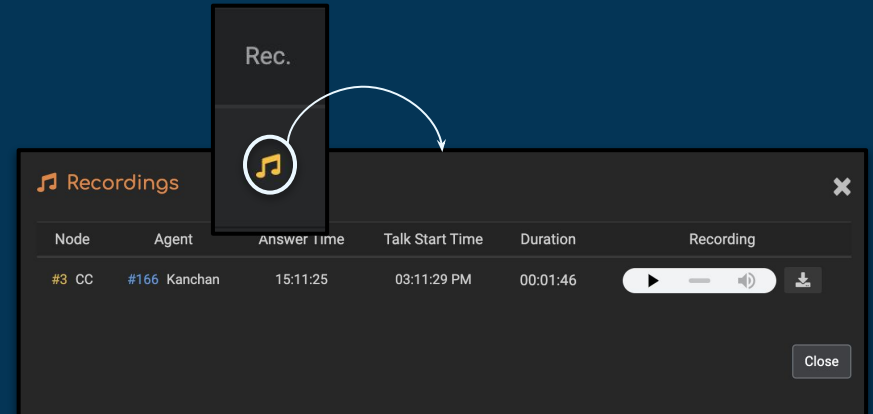 Rec.
Recordings
Node Agent Answer Time Talk Start Time Duration Recording
#3 CC #166 Kanchan 15:11:25 03:11:29 PM 00:01:46
Close